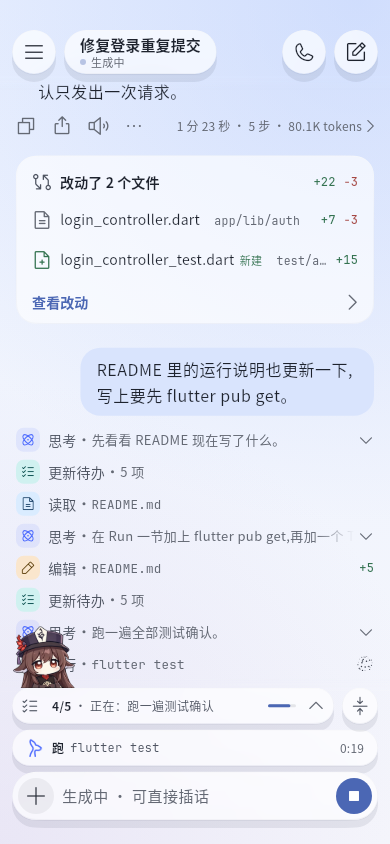 修复登录重复提交
生成中
认只发出一次请求。
1 分 23 秒 · 5 步 · 80.1K tokens
改动了 2 个文件 +22 -3
login_controller.dart app/lib/auth +7 -3
login_controller_test.dart 新建 test/a… +15
查看改动
README 里的运行说明也更新一下,
写上要先 flutter pub get。
思考 · 先看看 README 现在写了什么。
更新待办 · 5 项
读取 · README.md
思考 · 在 Run 一节加上 flutter pub get,再加一个
编辑 · README.md +5
更新待办 · 5 项
思考 · 跑一遍全部测试确认。
· flutter test
4/5 · 正在: 跑一遍测试确认
跑 flutter test 0:19
生成中 · 可直接插话